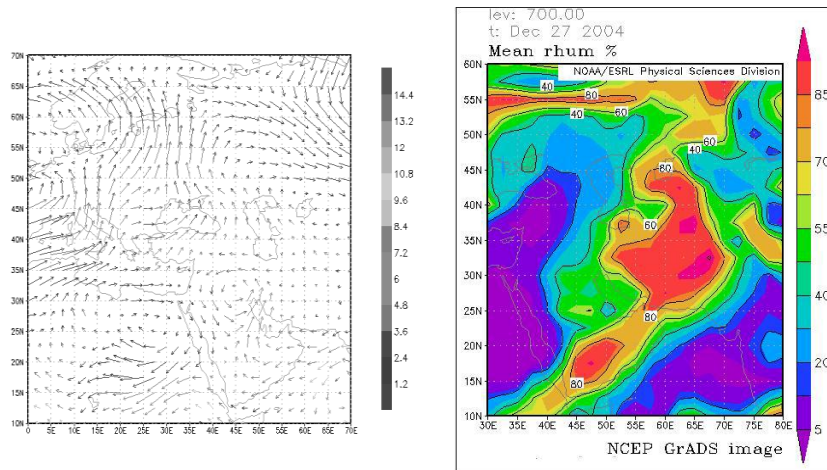 70N
65N
60N
55N
50N
45N
40N
35N
30N
25N
20N
15N
10N
0 5E 10E 15E 20E 25E 30E 35E 40E 45E 50E 55E 60E 65E 70E
14.4
13.2
12
10.8
9.6
8.4
7.2
6
4.8
3.6
2.4
1.2
lev: 700.00
t: Dec 27 2004
Mean rhum %
NOAA/ESRL Physical Sciences Division
60N
55N
50N
45N
40N
35N
30N
25N
20N
15N
10N
30E 35E 40E 45E 50E 55E 60E 65E 70E 75E 80E
40
80
40
60
60
40
80
60
80
80
85
70
55
40
20
5
NCEP GrADS image